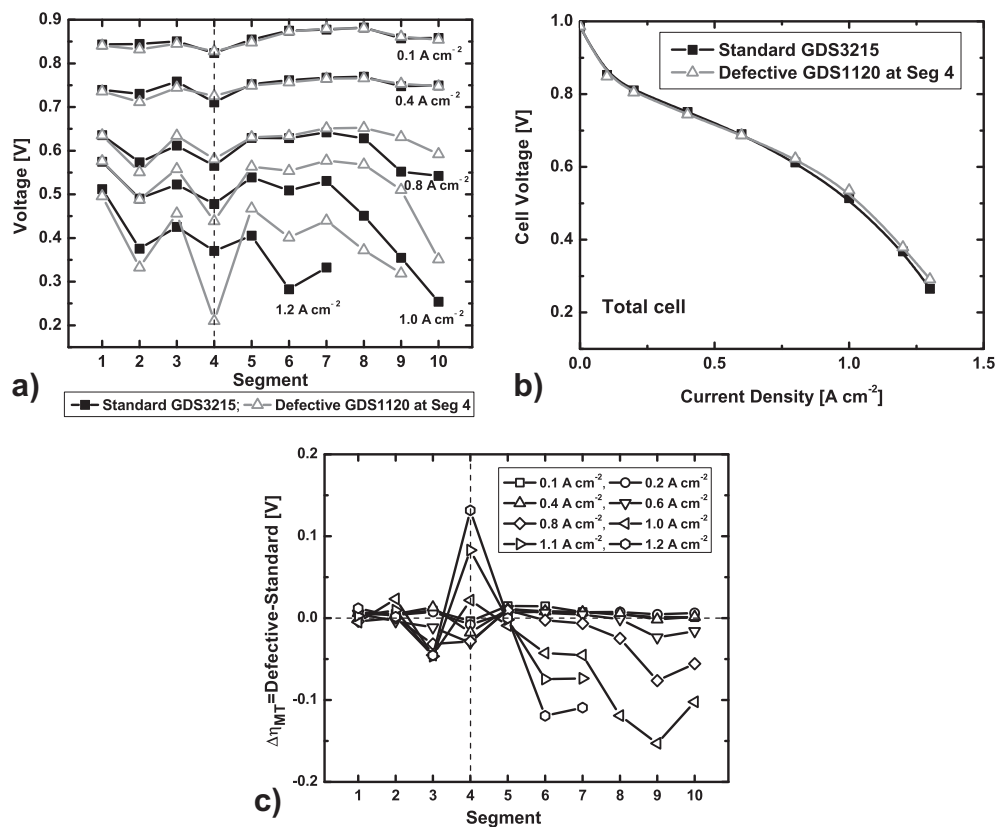 0.9
0.8
0.7
0.6
0.5
0.4
0.3
0.2
Voltage [V]
0.1 A cm-2
0.4 A cm-2
0.8 A cm-2
1.2 A cm-2
1.0 A cm-2
1 2 3 4 5 6 7 8 9 10
Segment
a)
Standard GDS3215; Defective GDS1120 at Seg 4
1.0
0.8
0.6
0.4
0.2
Cell Voltage [V]
Standard GDS3215
Defective GDS1120 at Seg 4
Total cell
0.0 0.5 1.0 1.5
Current Density [A cm-2]
b)
0.2
0.1
0.0
-0.1
-0.2
ΔηMT=Defective-Standard [V]
0.1 A cm-2, 0.2 A cm-2
0.4 A cm-2, 0.6 A cm-2
0.8 A cm-2, 1.0 A cm-2
1.1 A cm-2, 1.2 A cm-2
1 2 3 4 5 6 7 8 9 10
Segment
c)